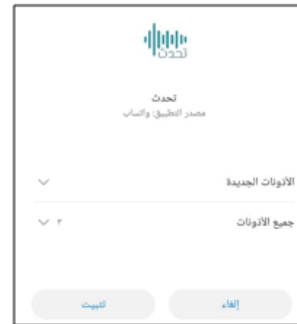 تحدث
تحدث
مصدر التطبيق: واتساب
الأذونات الجديدة
جميع الأذونات ٣
إلغاء
تثبيت